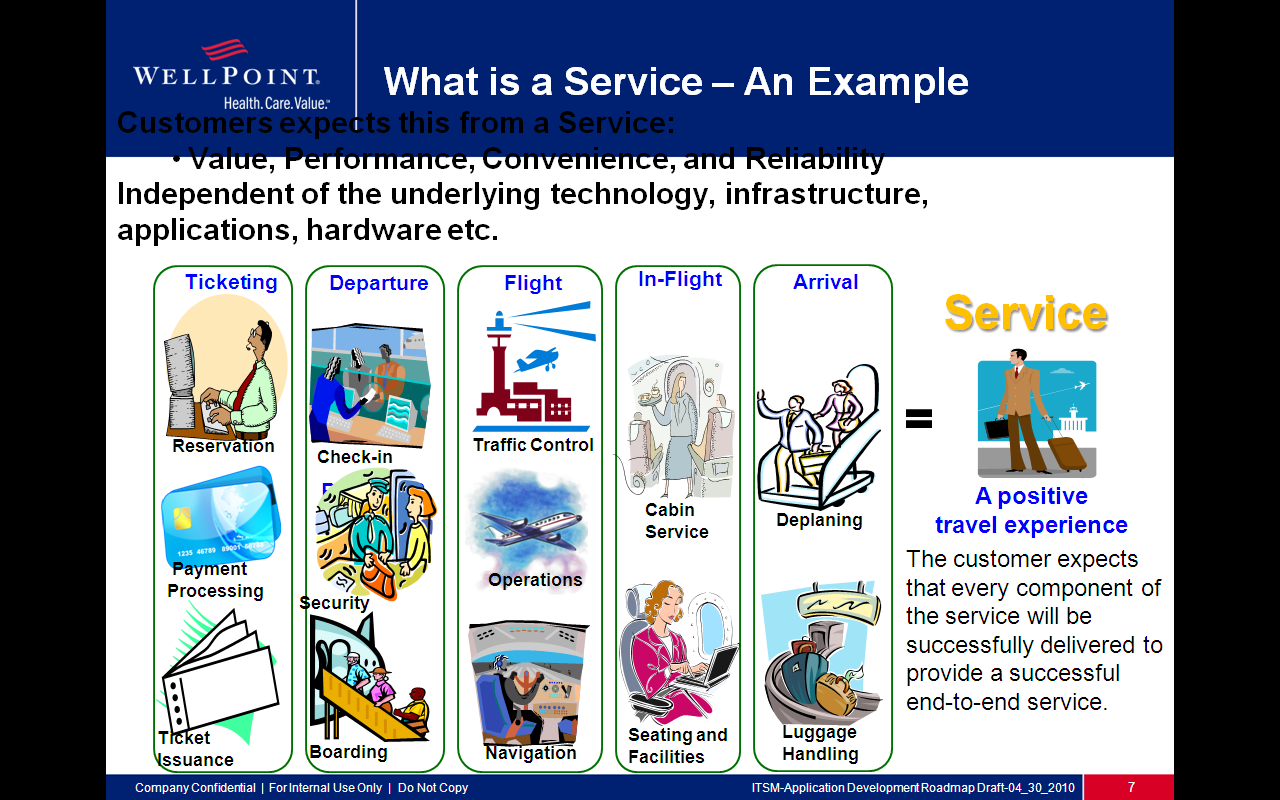 WELLPOINT®
Health. Care. Value.™
What is a Service – An Example
Customers expects this from a Service:
• Value, Performance, Convenience, and Reliability
Independent of the underlying technology, infrastructure,
applications, hardware etc.
Ticketing
Reservation
1235 46789 89001
Payment
Processing
Ticket
Issuance
Departure
Check-in
Security
Boarding
Flight
Traffic Control
Operations
Navigation
In-Flight
Cabin
Service
Seating and
Facilities
Arrival
Deplaning
Luggage
Handling
=
Service
A positive
travel experience
The customer expects
that every component of
the service will be
successfully delivered to
provide a successful
end-to-end service.
Company Confidential | For Internal Use Only | Do Not Copy
ITSM-Application Development Roadmap Draft-04_30_2010
7